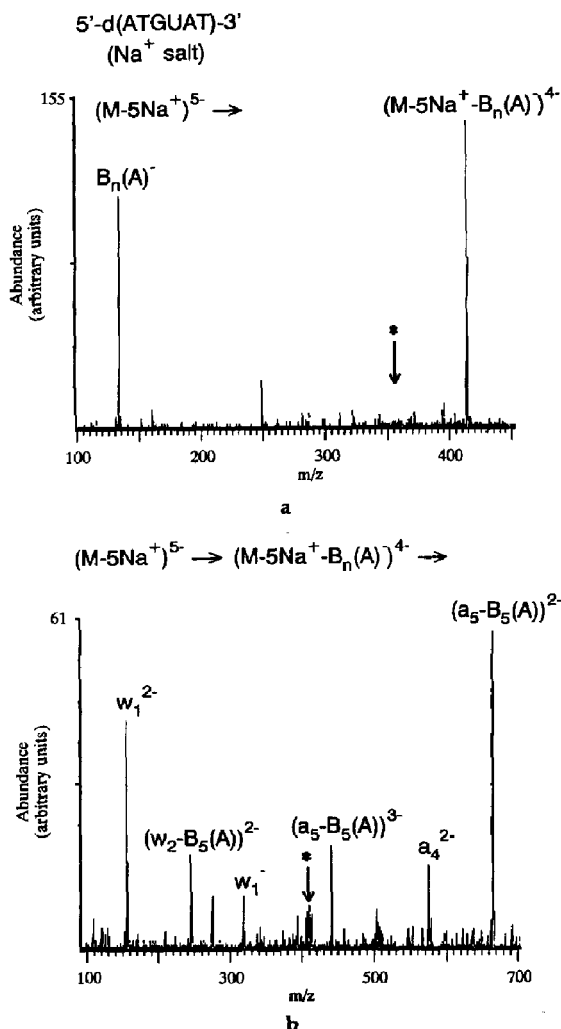 5'-d(ATGUAT)-3'
(Na⁺ salt)
155
(M-5Na⁺)⁵⁻ →
(M-5Na⁺-Bₙ(A)⁻)⁴⁻
Bₙ(A)⁻
*
Abundance
(arbitrary units)
100 200 300 400
m/z
a
(M-5Na⁺)⁵⁻ → (M-5Na⁺-Bₙ(A)⁻)⁴⁻ →
61
(a₅-B₅(A))²⁻
w₁²⁻
(w₂-B₅(A))²⁻
(a₅-B₅(A))³⁻
*
a₄²⁻
w₁⁻
Abundance
(arbitrary units)
100 300 500 700
m/z
b